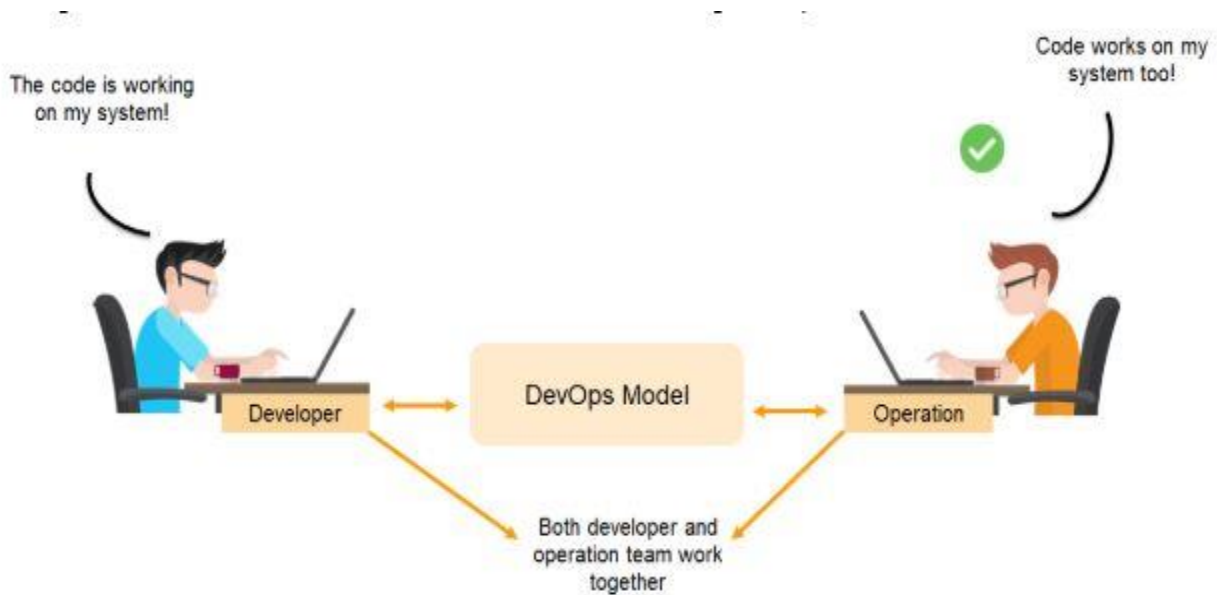 The code is working
on my system!
Code works on my
system too!
Developer
DevOps Model
Operation
Both developer and
operation team work
together